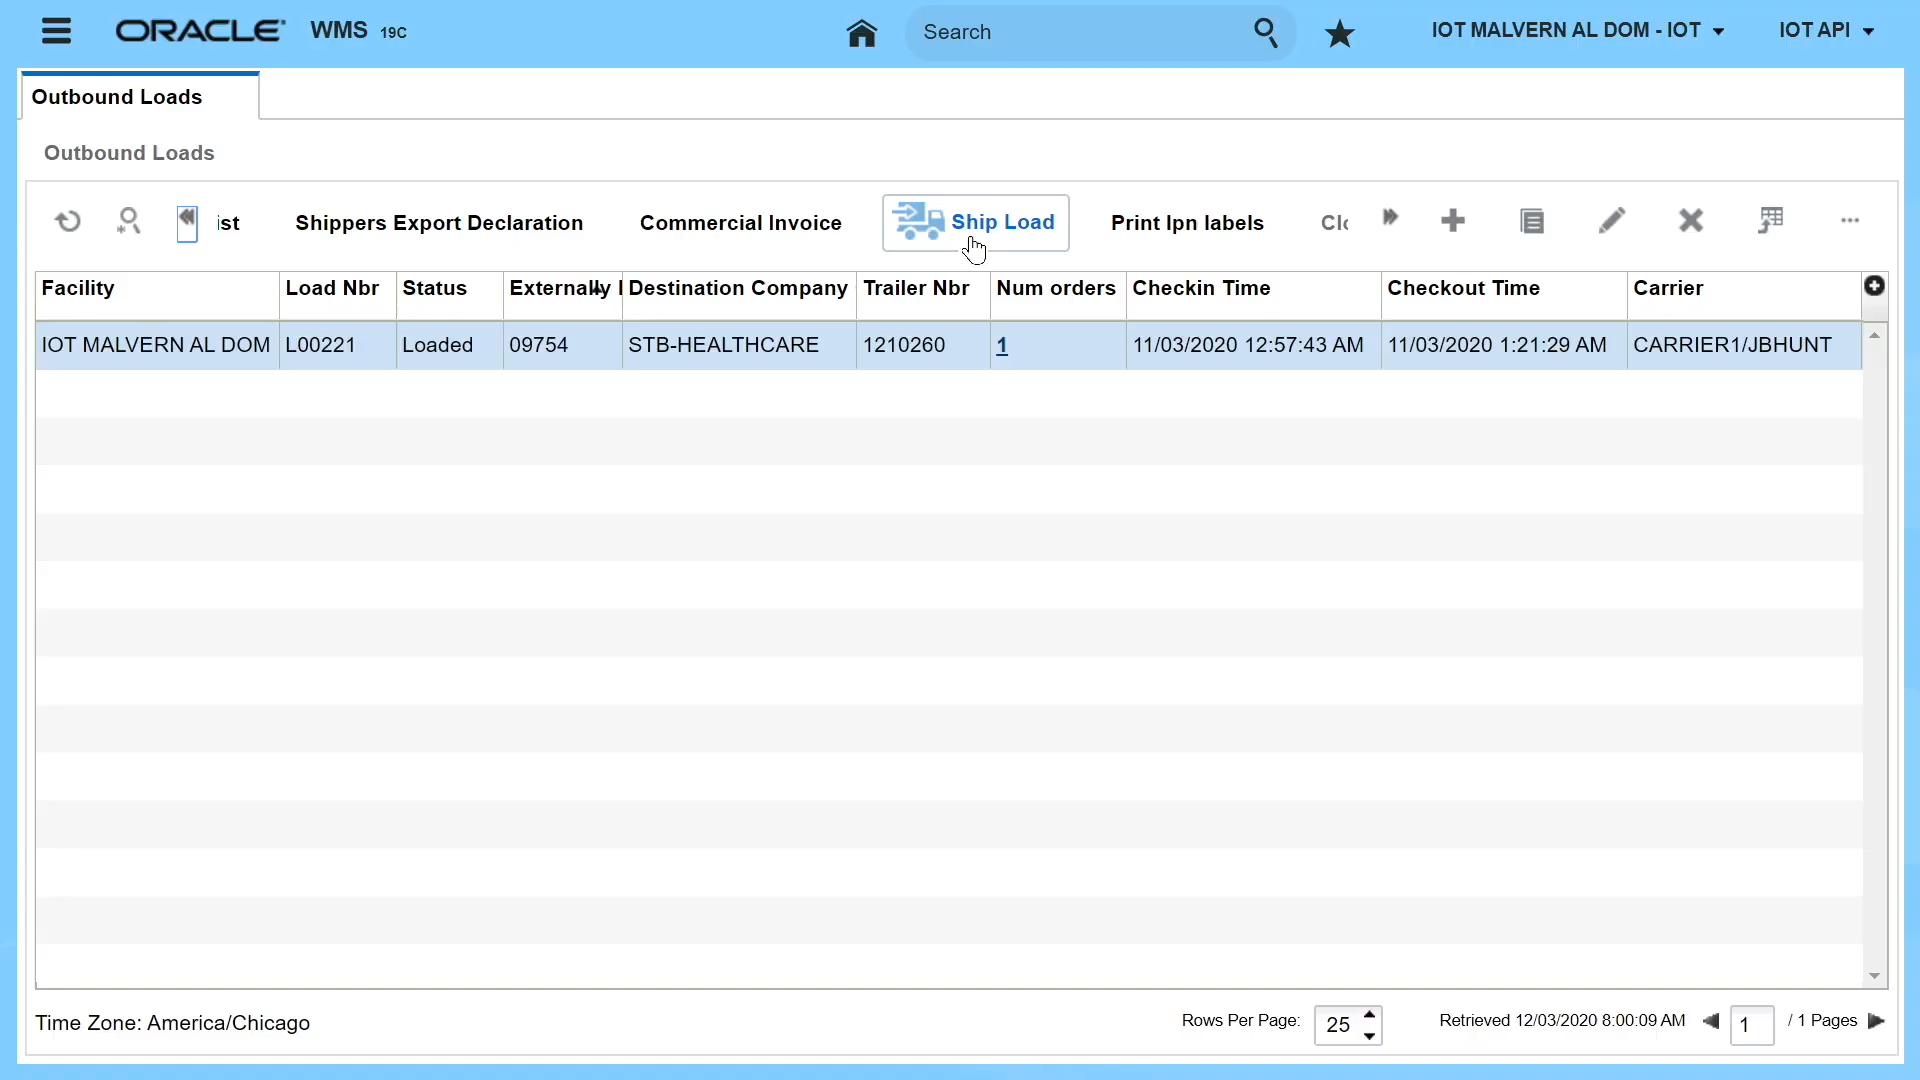 ORACLE WMS 19C Search IOT MALVERN AL DOM - IOT IOT API
Outbound Loads
Outbound Loads
ist Shippers Export Declaration Commercial Invoice Ship Load Print lpn labels Clo
Facility Load Nbr Status Externally Destination Company Trailer Nbr Num orders Checkin Time Checkout Time Carrier
IOT MALVERN AL DOM L00221 Loaded 09754 STB-HEALTHCARE 1210260 1 11/03/2020 12:57:43 AM 11/03/2020 1:21:29 AM CARRIER1/JBHUNT
Time Zone: America/Chicago Rows Per Page: 25 Retrieved 12/03/2020 8:00:09 AM 1 / 1 Pages